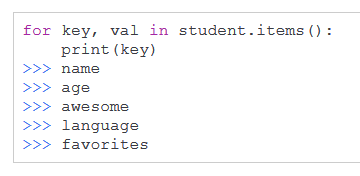 for key, val in student.items():
    print(key)
>>> name
>>> age
>>> awesome
>>> language
>>> favorites